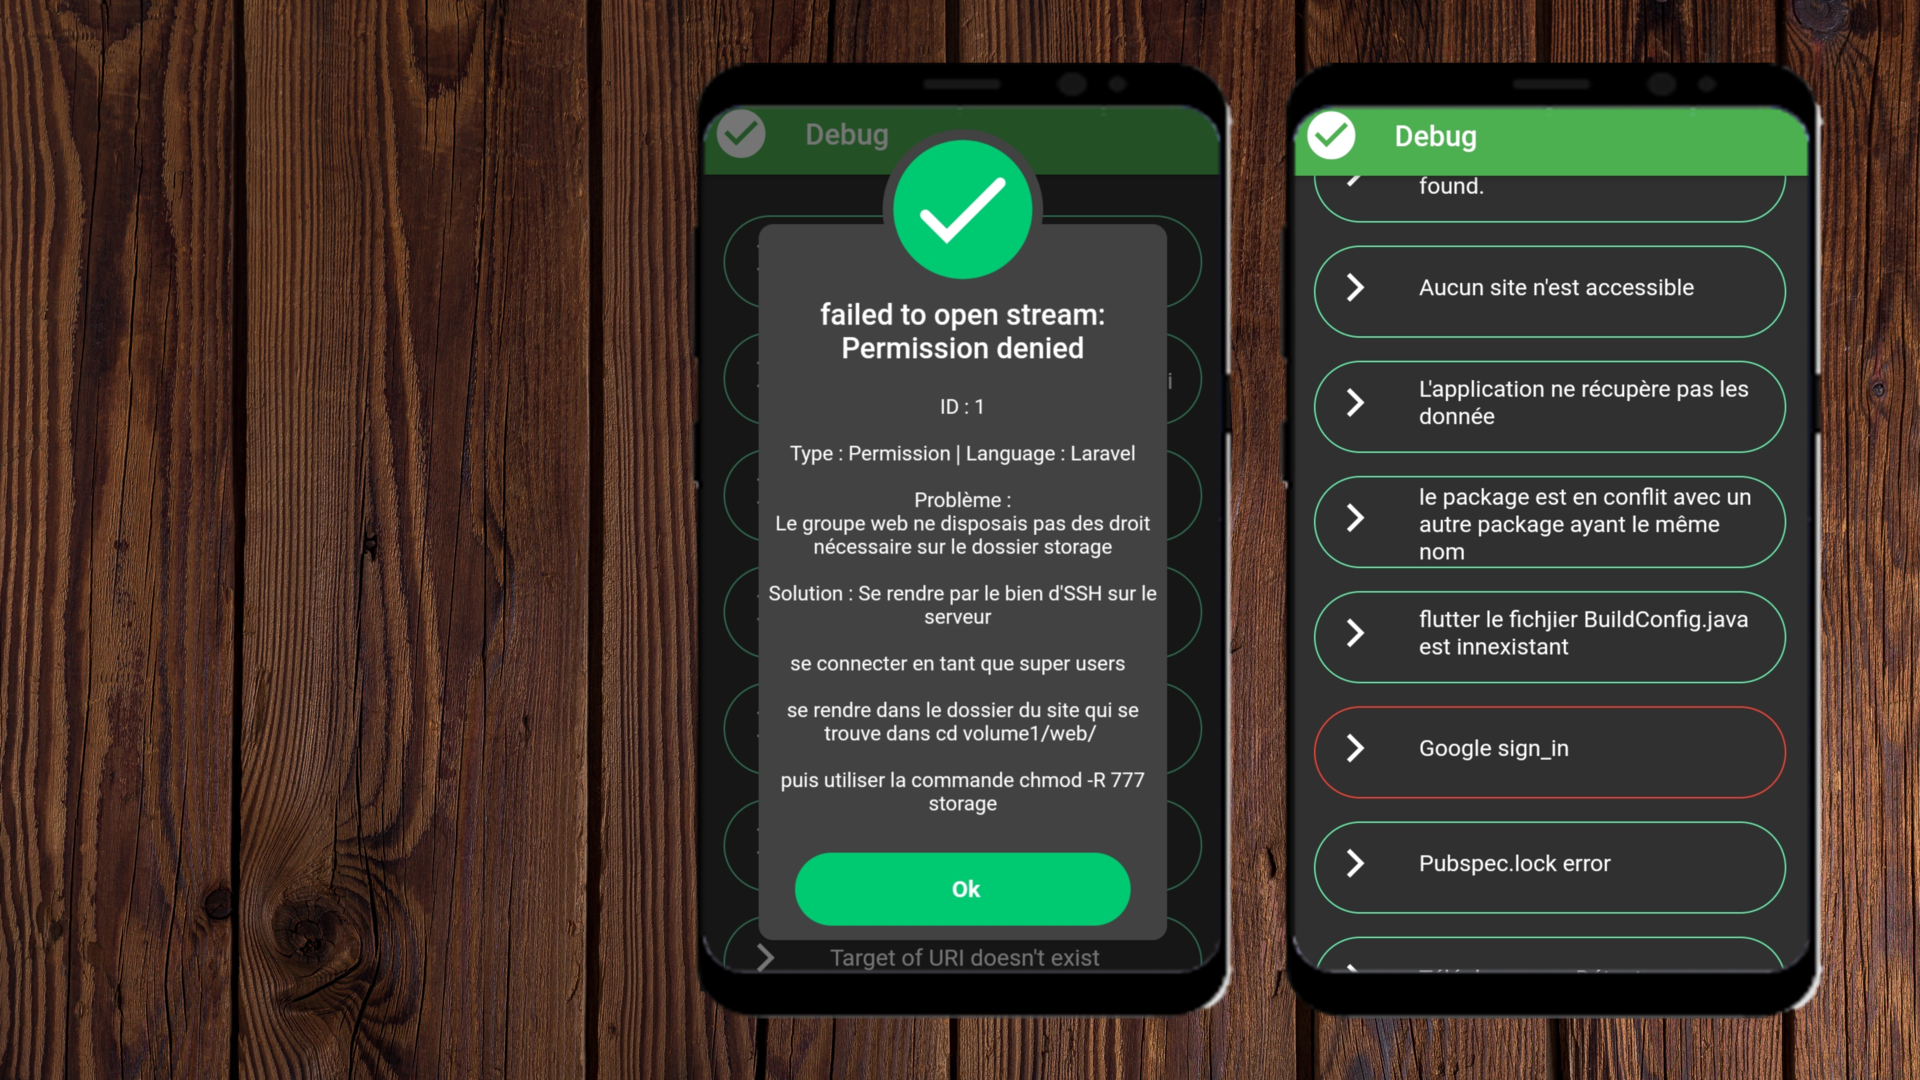 Debug
failed to open stream:
Permission denied
ID : 1
Type : Permission | Language : Laravel
Problème :
Le groupe web ne disposais pas des droit
nécessaire sur le dossier storage
Solution : Se rendre par le bien d'SSH sur le
serveur
se connecter en tant que super users
se rendre dans le dossier du site qui se
trouve dans cd volume1/web/
puis utiliser la commande chmod -R 777
storage
Ok
Target of URI doesn't exist
Debug
found.
Aucun site n'est accessible
L'application ne récupère pas les
donnée
le package est en conflit avec un
autre package ayant le même
nom
flutter le fichjier BuildConfig.java
est innexistant
Google sign_in
Pubspec.lock error